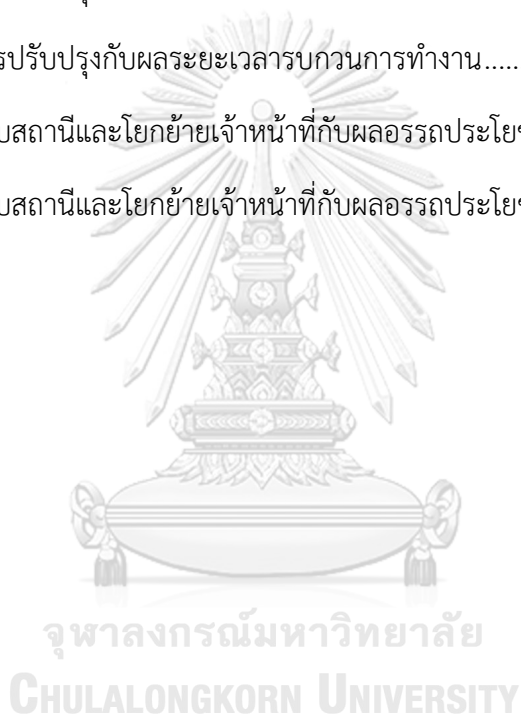 รปรับปรุงกับผลระยะเวลารบกวนการทำงาน.....
บสถานีและโยกย้ายเจ้าหน้าที่กับผลอรรถประโย
บสถานีและโยกย้ายเจ้าหน้าที่กับผลอรรถประโย
จุฬาลงกรณ์มหาวิทยาลัย
CHULALONGKORN UNIVERSITY